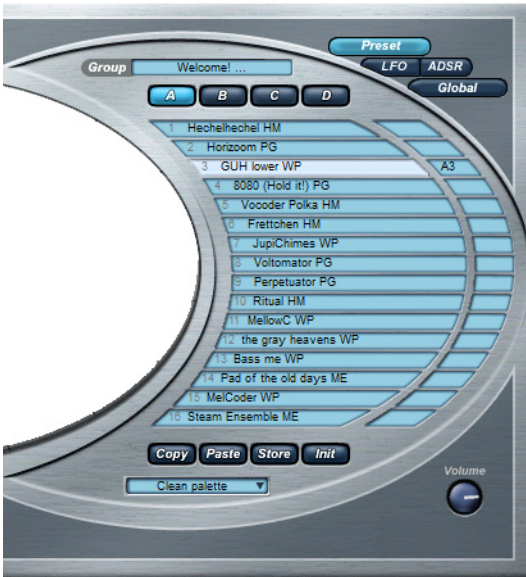 Preset
Group Welcome! ...
LFO ADSR
Global
A B C D
1 Hechelhechel HM
2 Horizoom PG
3 GUH lower WP A3
4 8080 (Hold it!) PG
5 Vocoder Polka HM
6 Frettchen HM
7 JupiChimes WP
8 Voltomator PG
9 Perpetuator PG
10 Ritual HM
11 MellowC WP
12 the gray heavens WP
13 Bass me WP
14 Pad of the old days ME
15 MelCoder WP
16 Steam Ensemble ME
Copy Paste Store Init
Clean palette
Volume